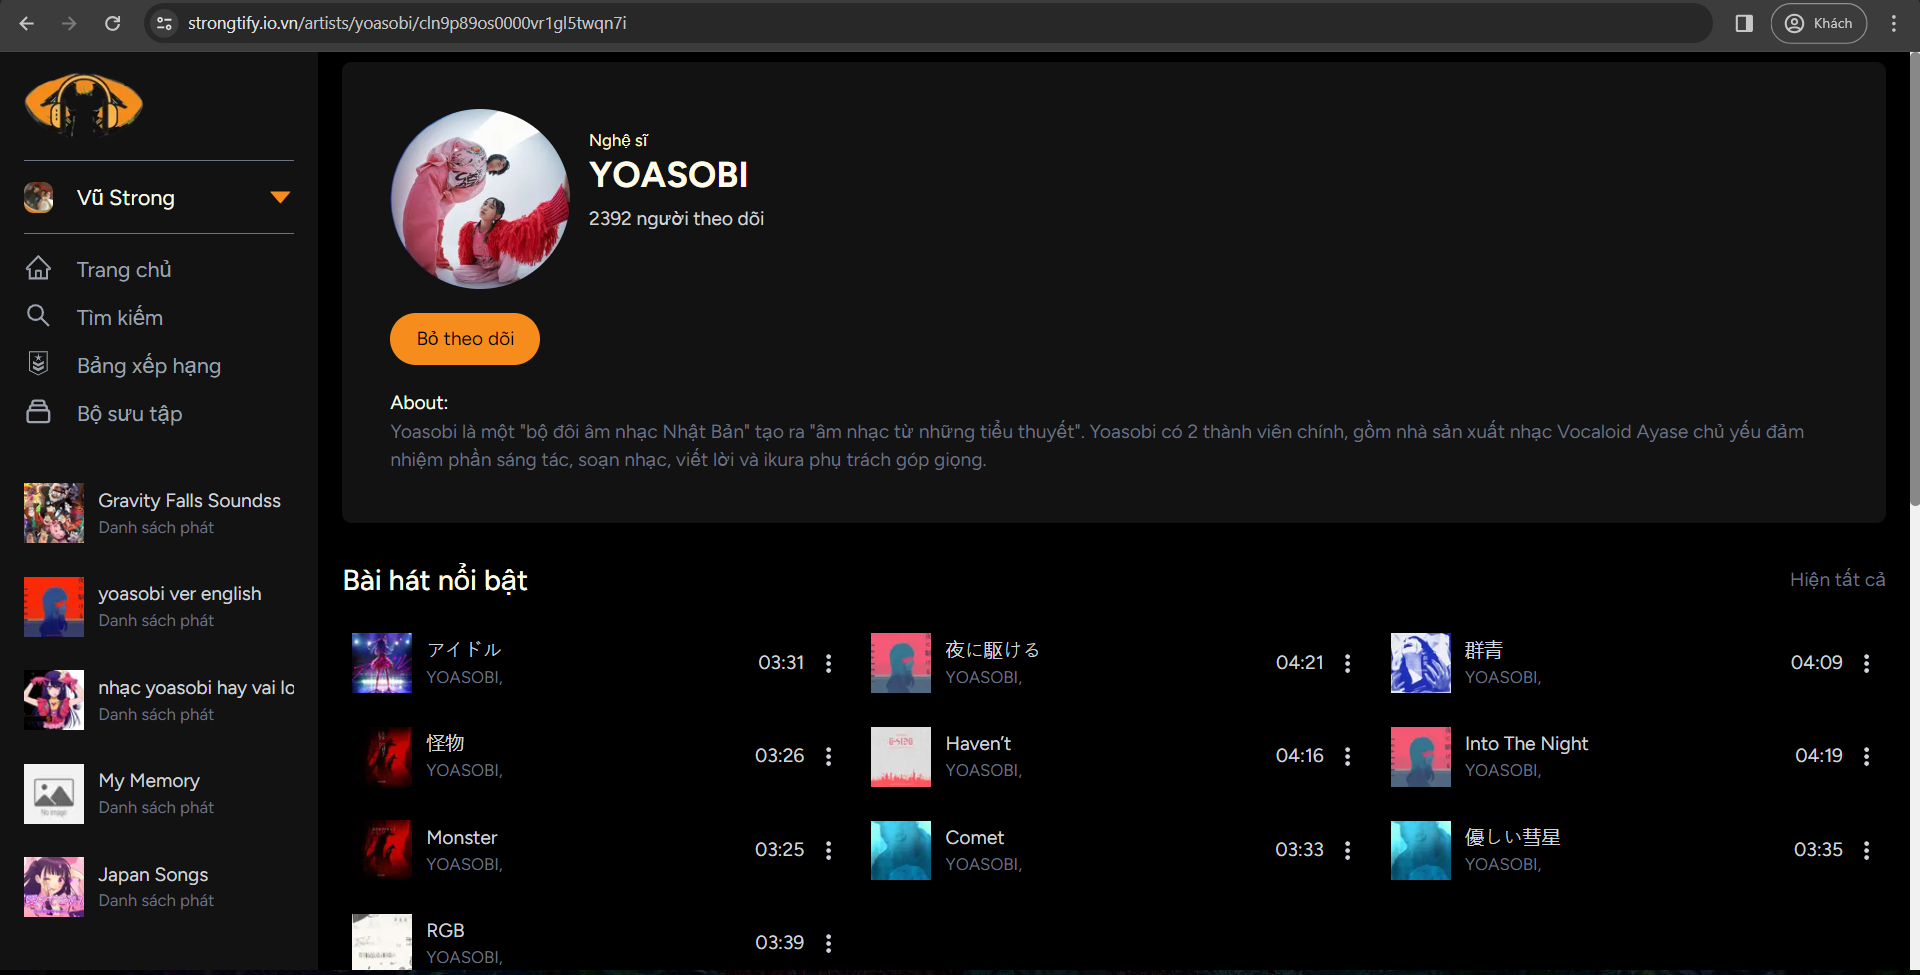 strongtify.io.vn/artists/yoasobi/cln9p89os0000vr1gl5twqn7i
Khách
Vũ Strong
Trang chủ
Tìm kiếm
Bảng xếp hạng
Bộ sưu tập
Gravity Falls Soundss
Danh sách phát
yoasobi ver english
Danh sách phát
nhạc yoasobi hay vai lo
Danh sách phát
No image
My Memory
Danh sách phát
Japan Songs
Danh sách phát
Nghệ sĩ
YOASOBI
2392 người theo dõi
Bỏ theo dõi
About:
Yoasobi là một "bộ đôi âm nhạc Nhật Bản" tạo ra "âm nhạc từ những tiểu thuyết". Yoasobi có 2 thành viên chính, gồm nhà sản xuất nhạc Vocaloid Ayase chủ yếu đảm
nhiệm phần sáng tác, soạn nhạc, viết lời và ikura phụ trách góp giọng.
Bài hát nổi bật
Hiện tất cả
アイドル
YOASOBI,
03:31
夜に駆ける
YOASOBI,
04:21
群青
YOASOBI,
04:09
怪物
YOASOBI,
03:26
Haven't
YOASOBI,
04:16
Into The Night
YOASOBI,
04:19
Monster
YOASOBI,
03:25
Comet
YOASOBI,
03:33
優しい彗星
YOASOBI,
03:35
RGB
YOASOBI,
03:39